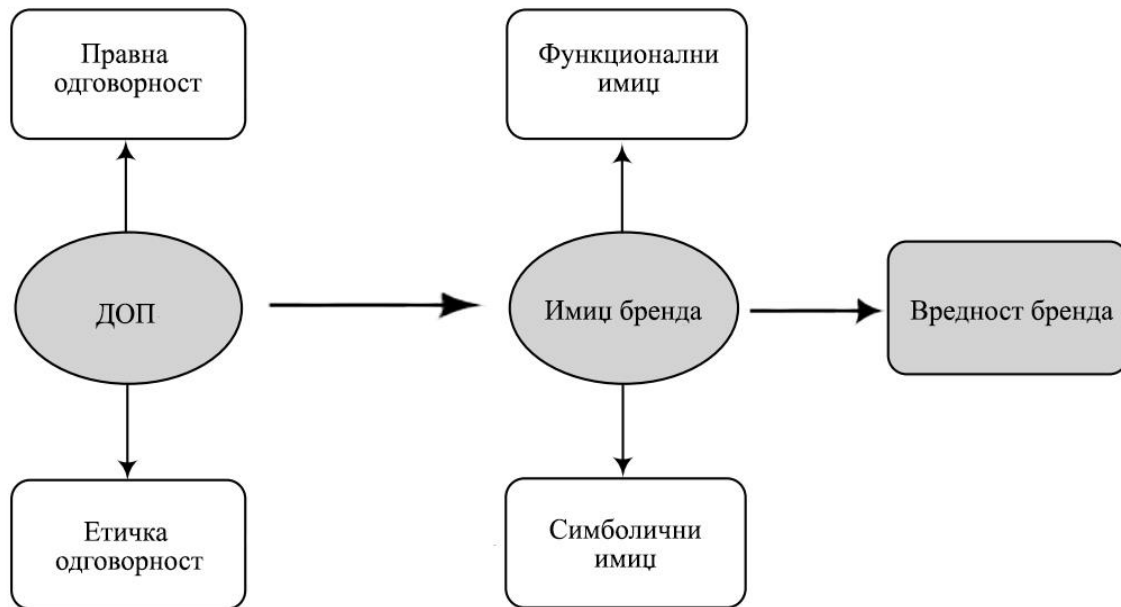 Правна
одговорност
Функционални
имиџ
ДОП
Имиџ бренда
Вредност бренда
Етичка
одговорност
Симболични
имиџ